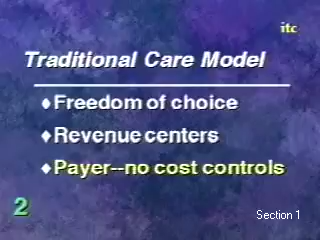 itc
Traditional Care Model
♦Freedom of choice
♦Revenue centers
♦Payer--no cost controls
2
Section 1